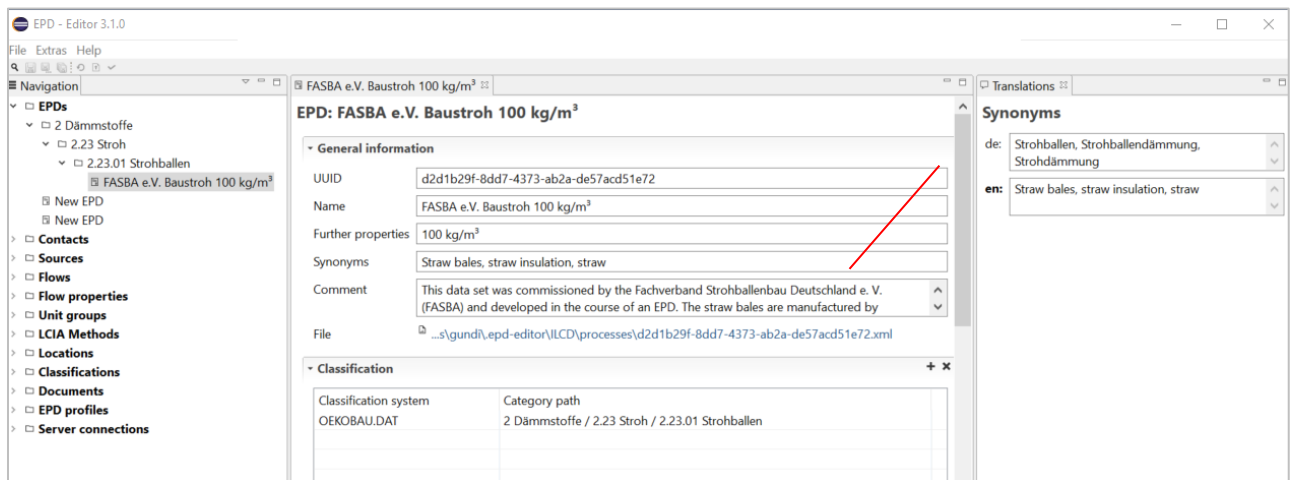 EPD - Editor 3.1.0
File Extras Help
Navigation
EPDs
2 Dämmstoffe
2.23 Stroh
2.23.01 Strohballen
FASBA e.V. Baustroh 100 kg/m³
New EPD
New EPD
Contacts
Sources
Flows
Flow properties
Unit groups
LCIA Methods
Locations
Classifications
Documents
EPD profiles
Server connections
FASBA e.V. Baustroh 100 kg/m³
EPD: FASBA e.V. Baustroh 100 kg/m³
General information
UUID d2d1b29f-8dd7-4373-ab2a-de57acd51e72
Name FASBA e.V. Baustroh 100 kg/m³
Further properties 100 kg/m³
Synonyms Straw bales, straw insulation, straw
Comment This data set was commissioned by the Fachverband Strohballenbau Deutschland e. V.
(FASBA) and developed in the course of an EPD. The straw bales are manufactured by
File ...s\gundi\.epd-editor\ILCD\processes\d2d1b29f-8dd7-4373-ab2a-de57acd51e72.xml
Classification
Classification system Category path
OEKOBAU.DAT 2 Dämmstoffe / 2.23 Stroh / 2.23.01 Strohballen
Translations
Synonyms
de: Strohballen, Strohballendämmung,
Strohdämmung
en: Straw bales, straw insulation, straw